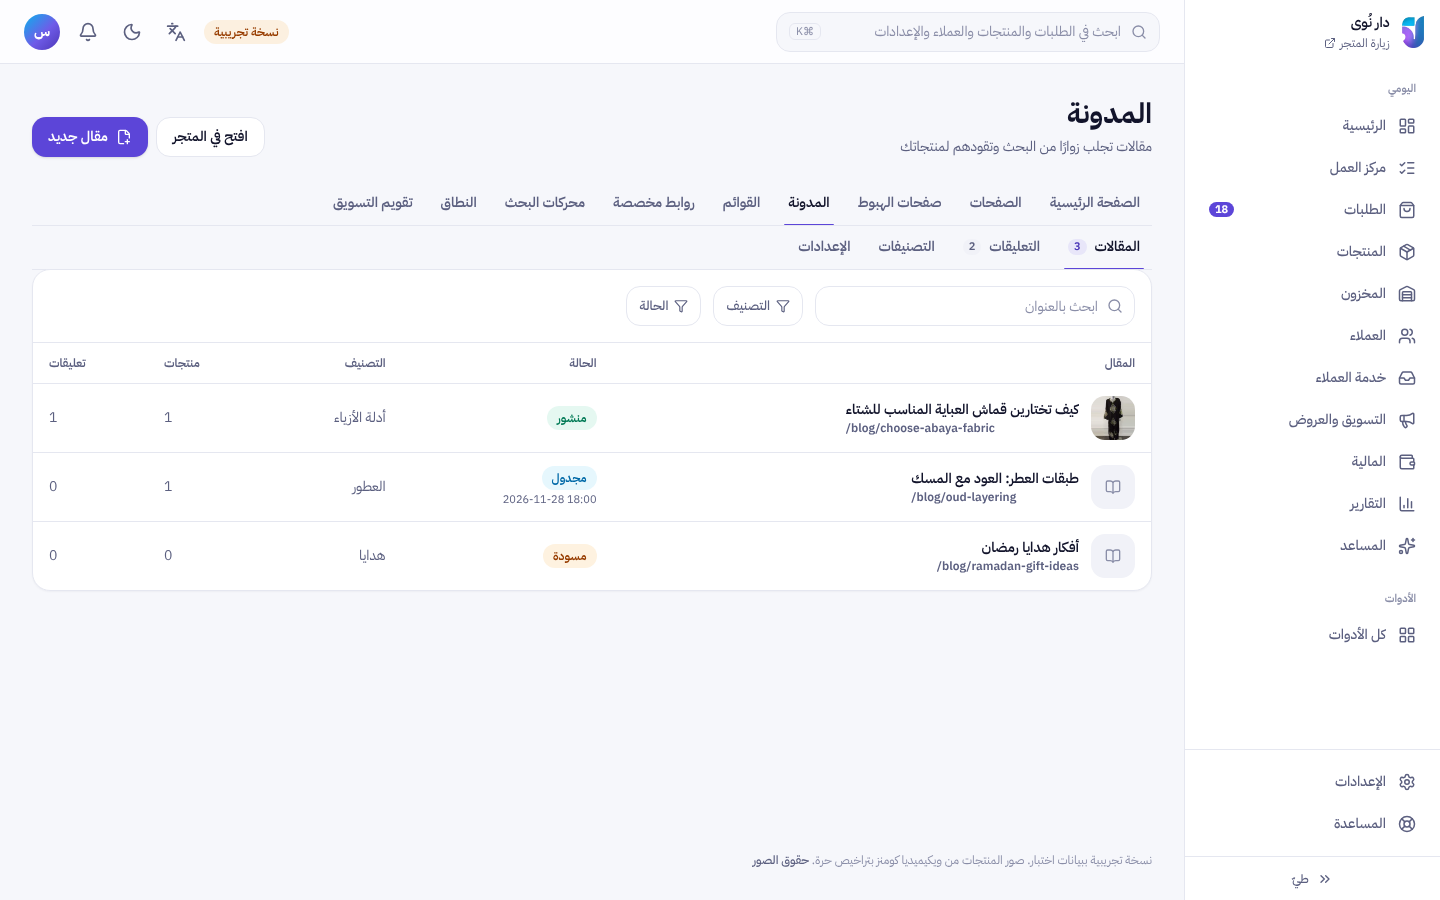 دار نُوى
زيارة المتجر
اليومي
الرئيسية
مركز العمل
الطلبات 18
المنتجات
المخزون
العملاء
خدمة العملاء
التسويق والعروض
المالية
التقارير
المساعد
الأدوات
كل الأدوات
الإعدادات
المساعدة
طيّ
ابحث في الطلبات والمنتجات والعملاء والإعدادات ⌘K
نسخة تجريبية
س
المدونة
مقالات تجلب زوارًا من البحث وتقودهم لمنتجاتك
افتح في المتجر
مقال جديد
الصفحة الرئيسية الصفحات صفحات الهبوط المدونة القوائم روابط مخصصة محركات البحث النطاق تقويم التسويق
المقالات 3 التعليقات 2 التصنيفات الإعدادات
ابحث بالعنوان التصنيف الحالة
المقال الحالة التصنيف منتجات تعليقات
كيف تختارين قماش العباية المناسب للشتاء منشور أدلة الأزياء 1 1
/blog/choose-abaya-fabric
طبقات العطر: العود مع المسك مجدول العطور 1 0
/blog/oud-layering 2026-11-28 18:00
أفكار هدايا رمضان مسودة هدايا 0 0
/blog/ramadan-gift-ideas
نسخة تجريبية ببيانات اختبار. صور المنتجات من ويكيميديا كومنز بتراخيص حرة. حقوق الصور